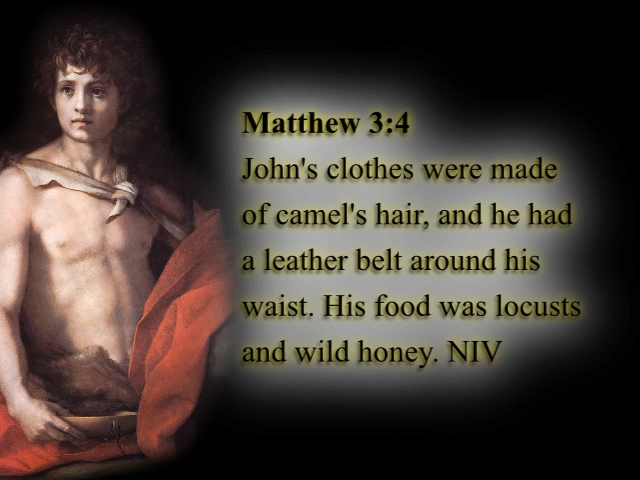 Matthew 3:4
John's clothes were made
of camel's hair, and he had
a leather belt around his
waist. His food was locusts
and wild honey. NIV